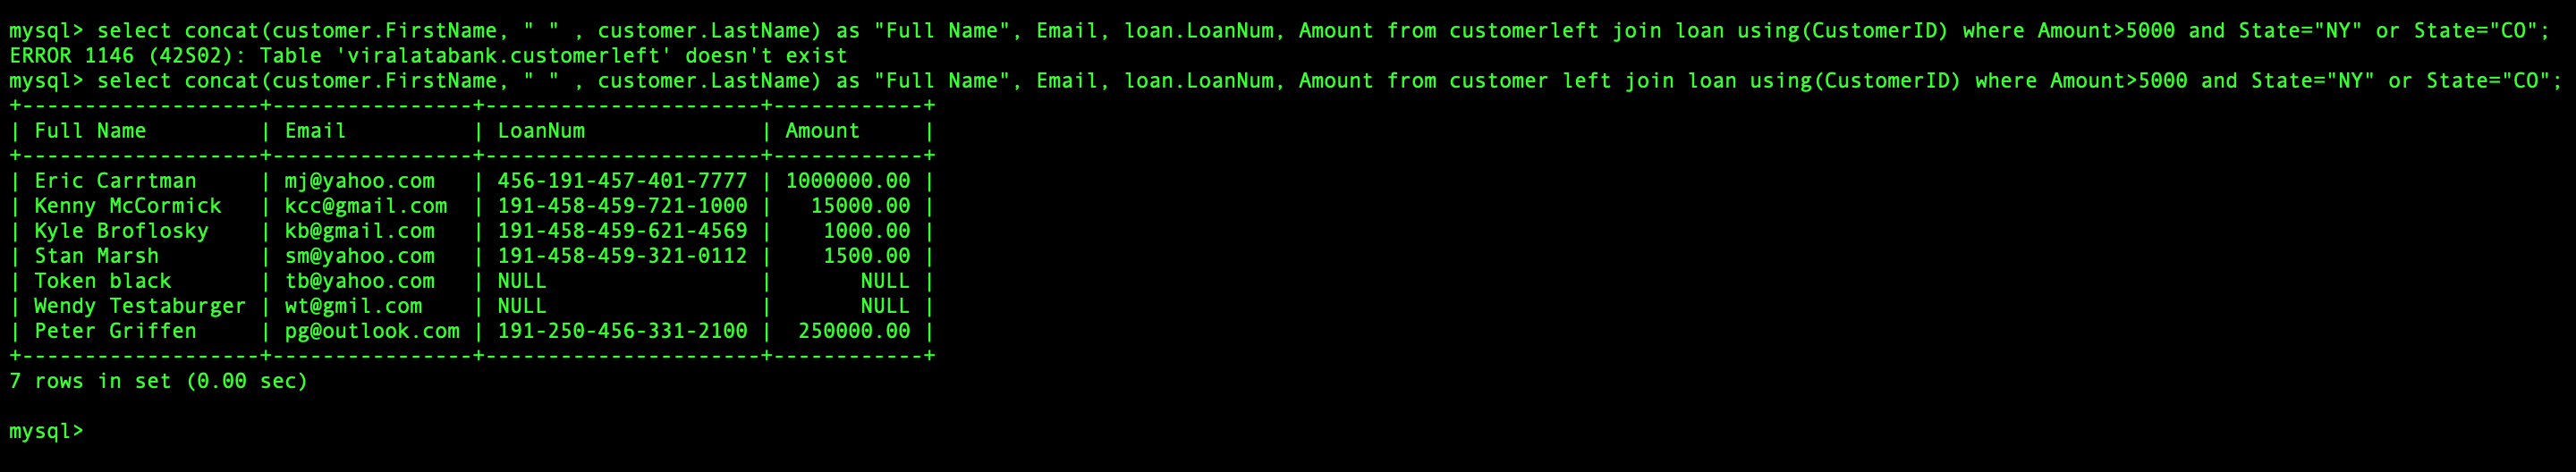 mysql> select concat(customer.FirstName, " " , customer.LastName) as "Full Name", Email, loan.LoanNum, Amount from customerleft join loan using(CustomerID) where Amount>5000 and State="NY" or State="CO";
ERROR 1146 (42S02): Table 'viralatabank.customerleft' doesn't exist
mysql> select concat(customer.FirstName, " " , customer.LastName) as "Full Name", Email, loan.LoanNum, Amount from customer left join loan using(CustomerID) where Amount>5000 and State="NY" or State="CO";
+-------------------+----------------+----------------------+------------+
| Full Name         | Email          | LoanNum              | Amount     |
+-------------------+----------------+----------------------+------------+
| Eric Carrtman     | mj@yahoo.com   | 456-191-457-401-7777 | 1000000.00 |
| Kenny McCormick   | kcc@gmail.com  | 191-458-459-721-1000 |   15000.00 |
| Kyle Broflosky    | kb@gmail.com   | 191-458-459-621-4569 |    1000.00 |
| Stan Marsh        | sm@yahoo.com   | 191-458-459-321-0112 |    1500.00 |
| Token black       | tb@yahoo.com   | NULL                 |       NULL |
| Wendy Testaburger | wt@gmil.com    | NULL                 |       NULL |
| Peter Griffen     | pg@outlook.com | 191-250-456-331-2100 |  250000.00 |
+-------------------+----------------+----------------------+------------+
7 rows in set (0.00 sec)
mysql>